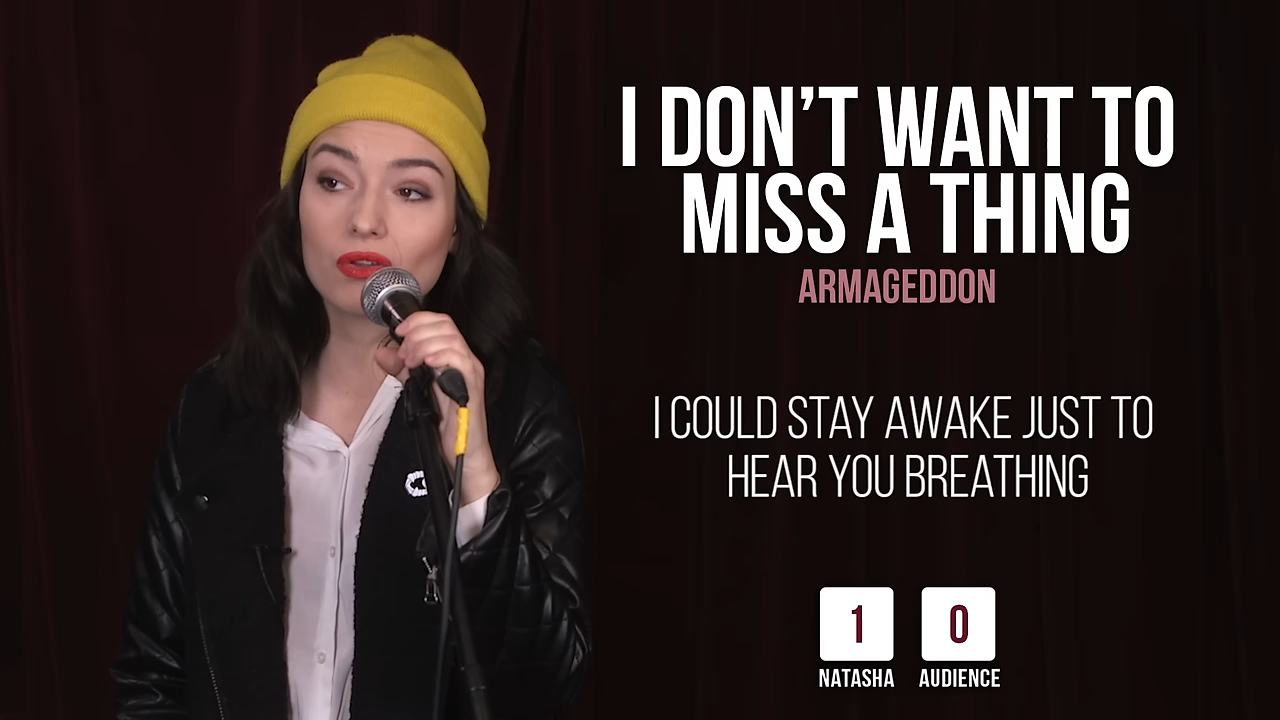 I DON'T WANT TO
MISS A THING
ARMAGEDDON
I COULD STAY AWAKE JUST TO
HEAR YOU BREATHING
1 0
NATASHA AUDIENCE